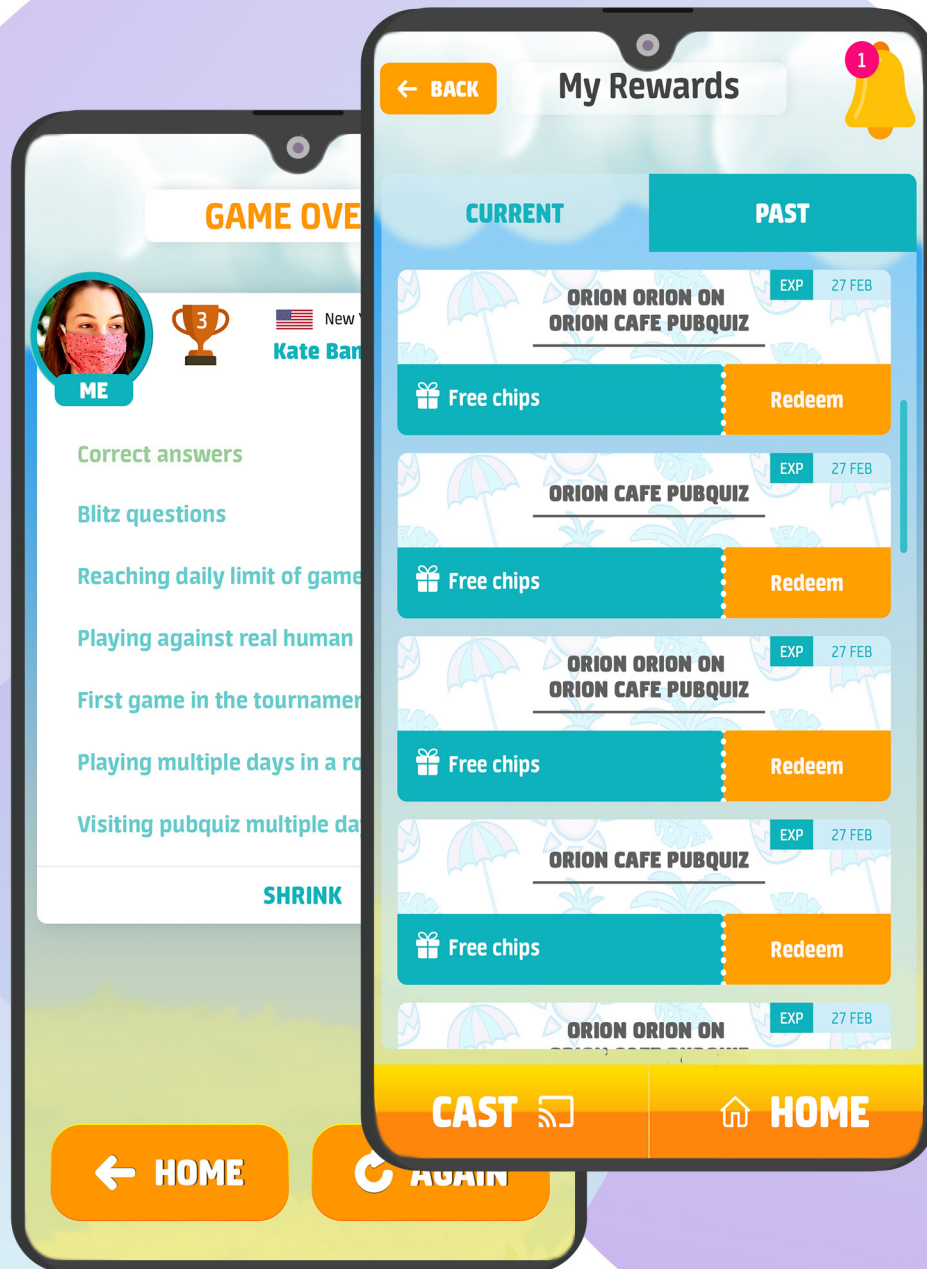 GAME OVE
3
New
Kate Ban
ME
Correct answers
Blitz questions
Reaching daily limit of game
Playing against real human
First game in the tournamen
Playing multiple days in a ro
Visiting pubquiz multiple da
SHRINK
← HOME
AGAIN
← BACK
My Rewards
1
CURRENT
PAST
EXP 27 FEB
ORION ORION ON
ORION CAFE PUBQUIZ
Free chips
Redeem
EXP 27 FEB
ORION CAFE PUBQUIZ
Free chips
Redeem
EXP 27 FEB
ORION ORION ON
ORION CAFE PUBQUIZ
Free chips
Redeem
EXP 27 FEB
ORION CAFE PUBQUIZ
Free chips
Redeem
EXP 27 FEB
ORION ORION ON
CAST
HOME